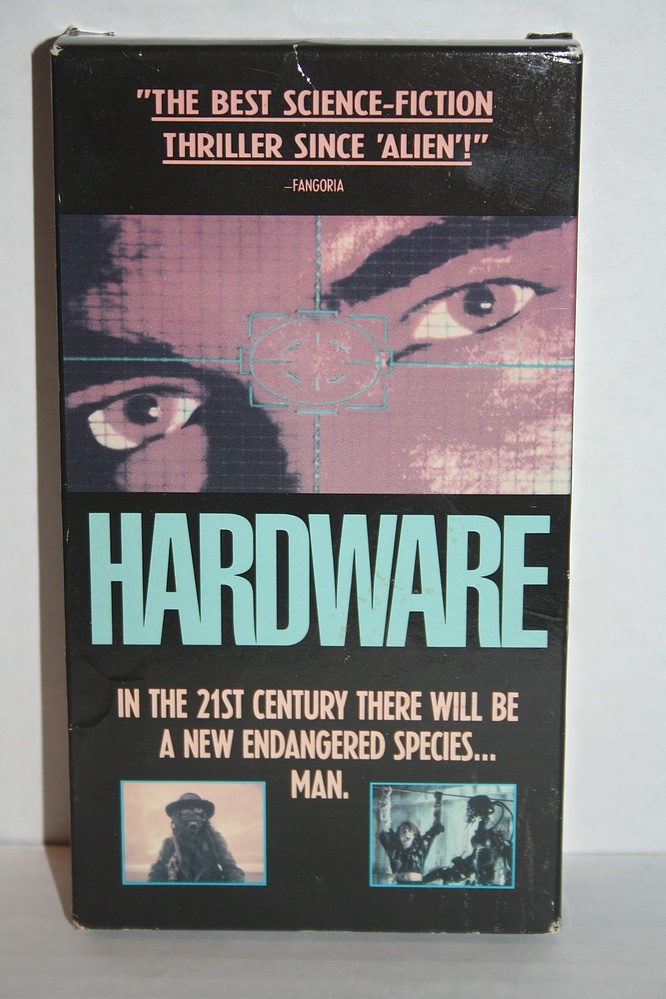 "THE BEST SCIENCE-FICTION
THRILLER SINCE 'ALIEN'!"
–FANGORIA
HARDWARE
IN THE 21ST CENTURY THERE WILL BE
A NEW ENDANGERED SPECIES...
MAN.